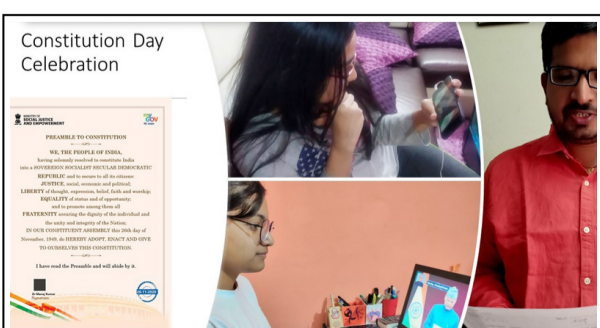 Constitution Day
Celebration
MINISTRY OF
SOCIAL JUSTICE
AND EMPOWERMENT
my
GOV
PREAMBLE TO CONSTITUTION
WE, THE PEOPLE OF INDIA,
having solemnly resolved to constitute India
into a SOVEREIGN SOCIALIST SECULAR DEMOCRATIC
REPUBLIC and to secure to all its citizens:
JUSTICE, social, economic and political;
LIBERTY of thought, expression, belief, faith and worship;
EQUALITY of status and of opportunity;
and to promote among them all
FRATERNITY assuring the dignity of the individual and
the unity and integrity of the Nation;
IN OUR CONSTITUENT ASSEMBLY this 26th day of
November, 1949, do HEREBY ADOPT, ENACT AND GIVE
TO OURSELVES THIS CONSTITUTION.
I have read the Preamble and will abide by it.